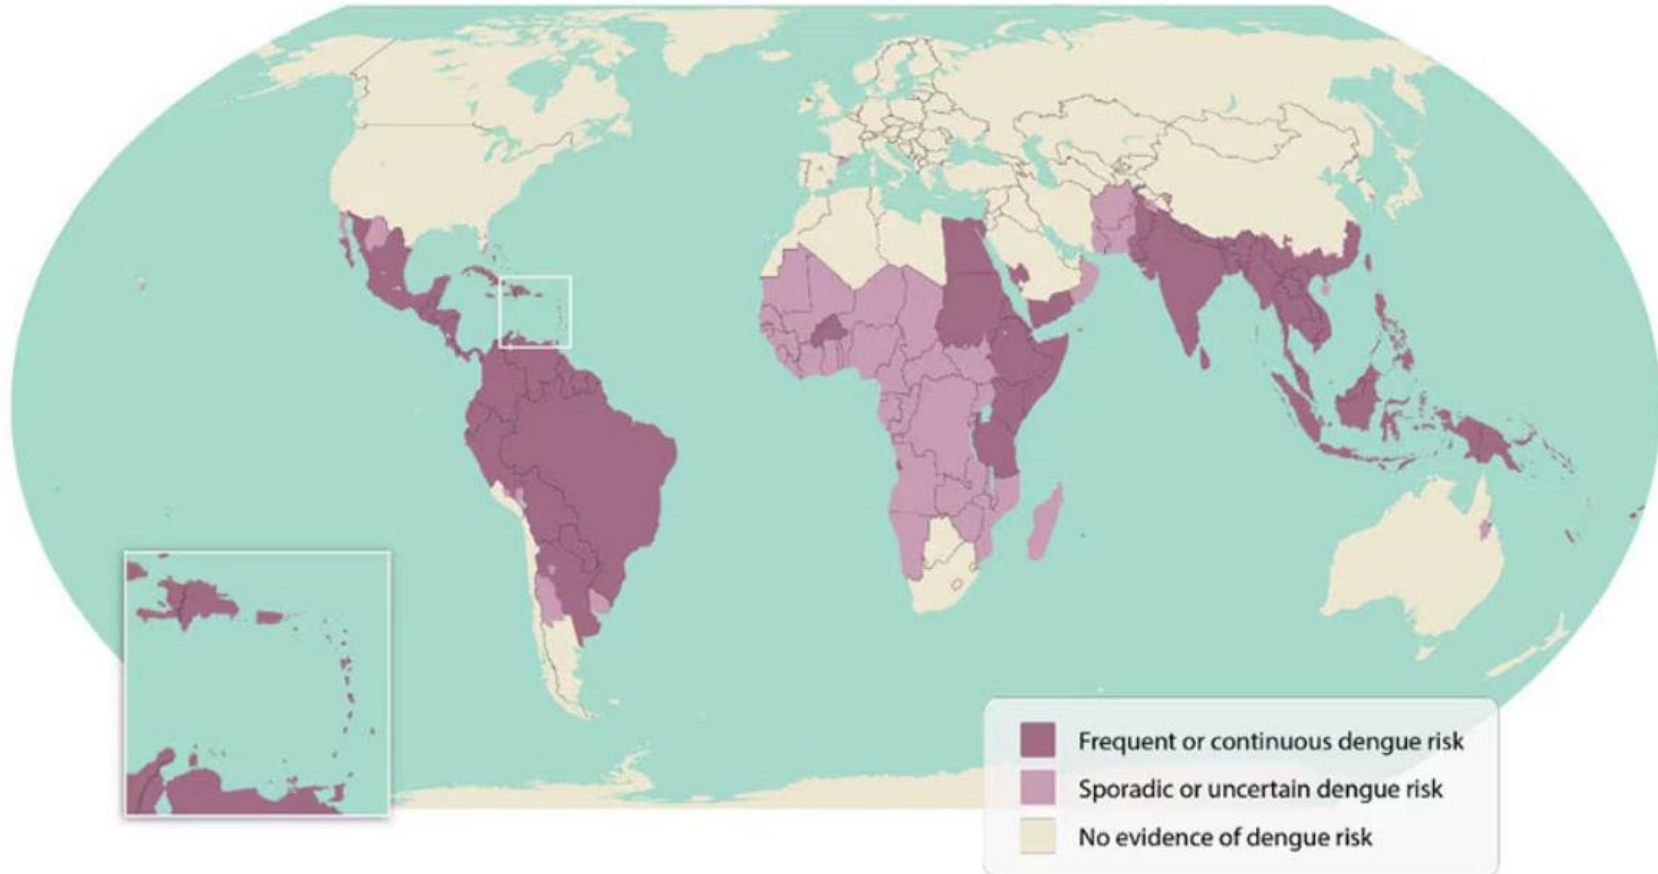 Frequent or continuous dengue risk
Sporadic or uncertain dengue risk
No evidence of dengue risk